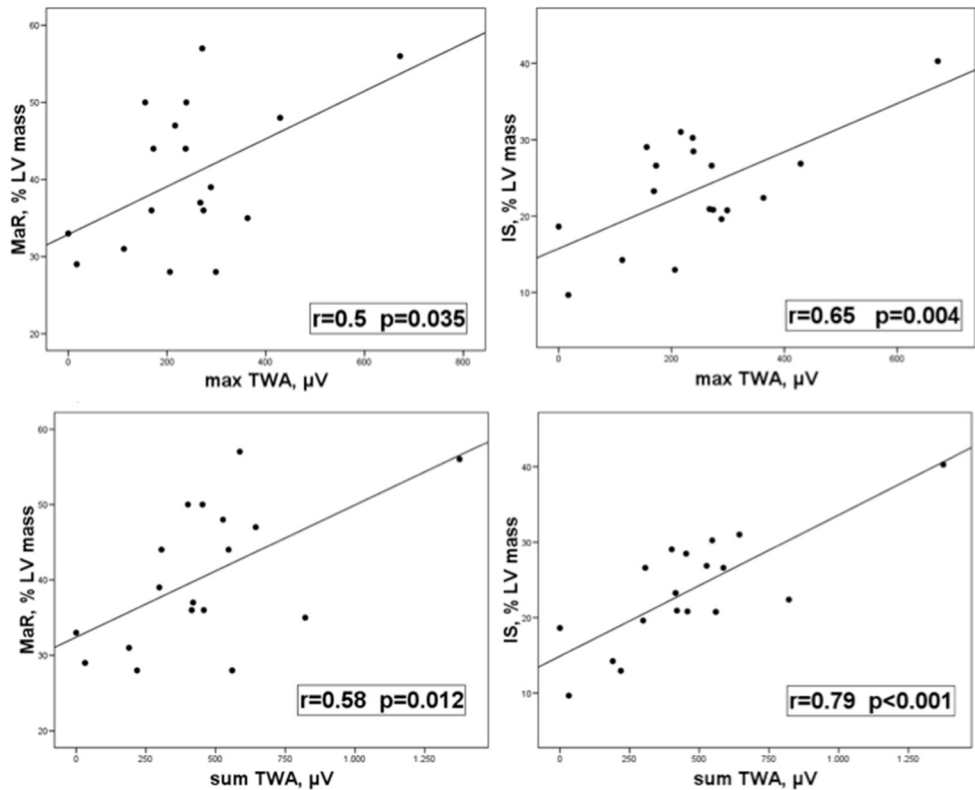 60
50
40
30
20
MaR, % LV mass
0 200 400 600 800
max TWA, µV
r=0.5 p=0.035
40
30
20
10
IS, % LV mass
0 200 400 600
max TWA, µV
r=0.65 p=0.004
60
50
40
30
20
MaR, % LV mass
0 250 500 750 1.000 1.250
sum TWA, µV
r=0.58 p=0.012
40
30
20
10
IS, % LV mass
0 250 500 750 1.000 1.250
sum TWA, µV
r=0.79 p<0.001